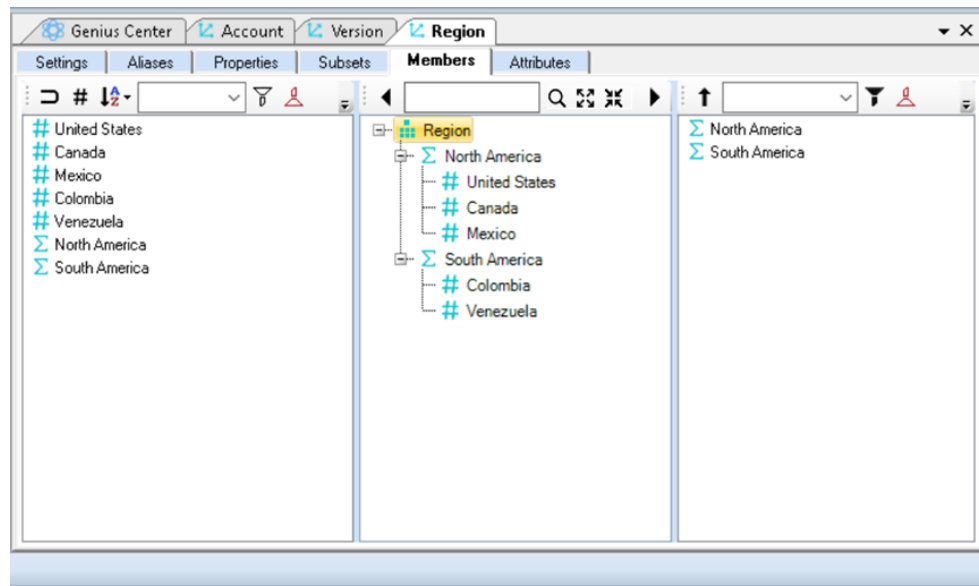 Genius Center Account Version Region
Settings Aliases Properties Subsets Members Attributes
# United States
# Canada
# Mexico
# Colombia
# Venezuela
Σ North America
Σ South America
Region
Σ North America
# United States
# Canada
# Mexico
Σ South America
# Colombia
# Venezuela
Σ North America
Σ South America